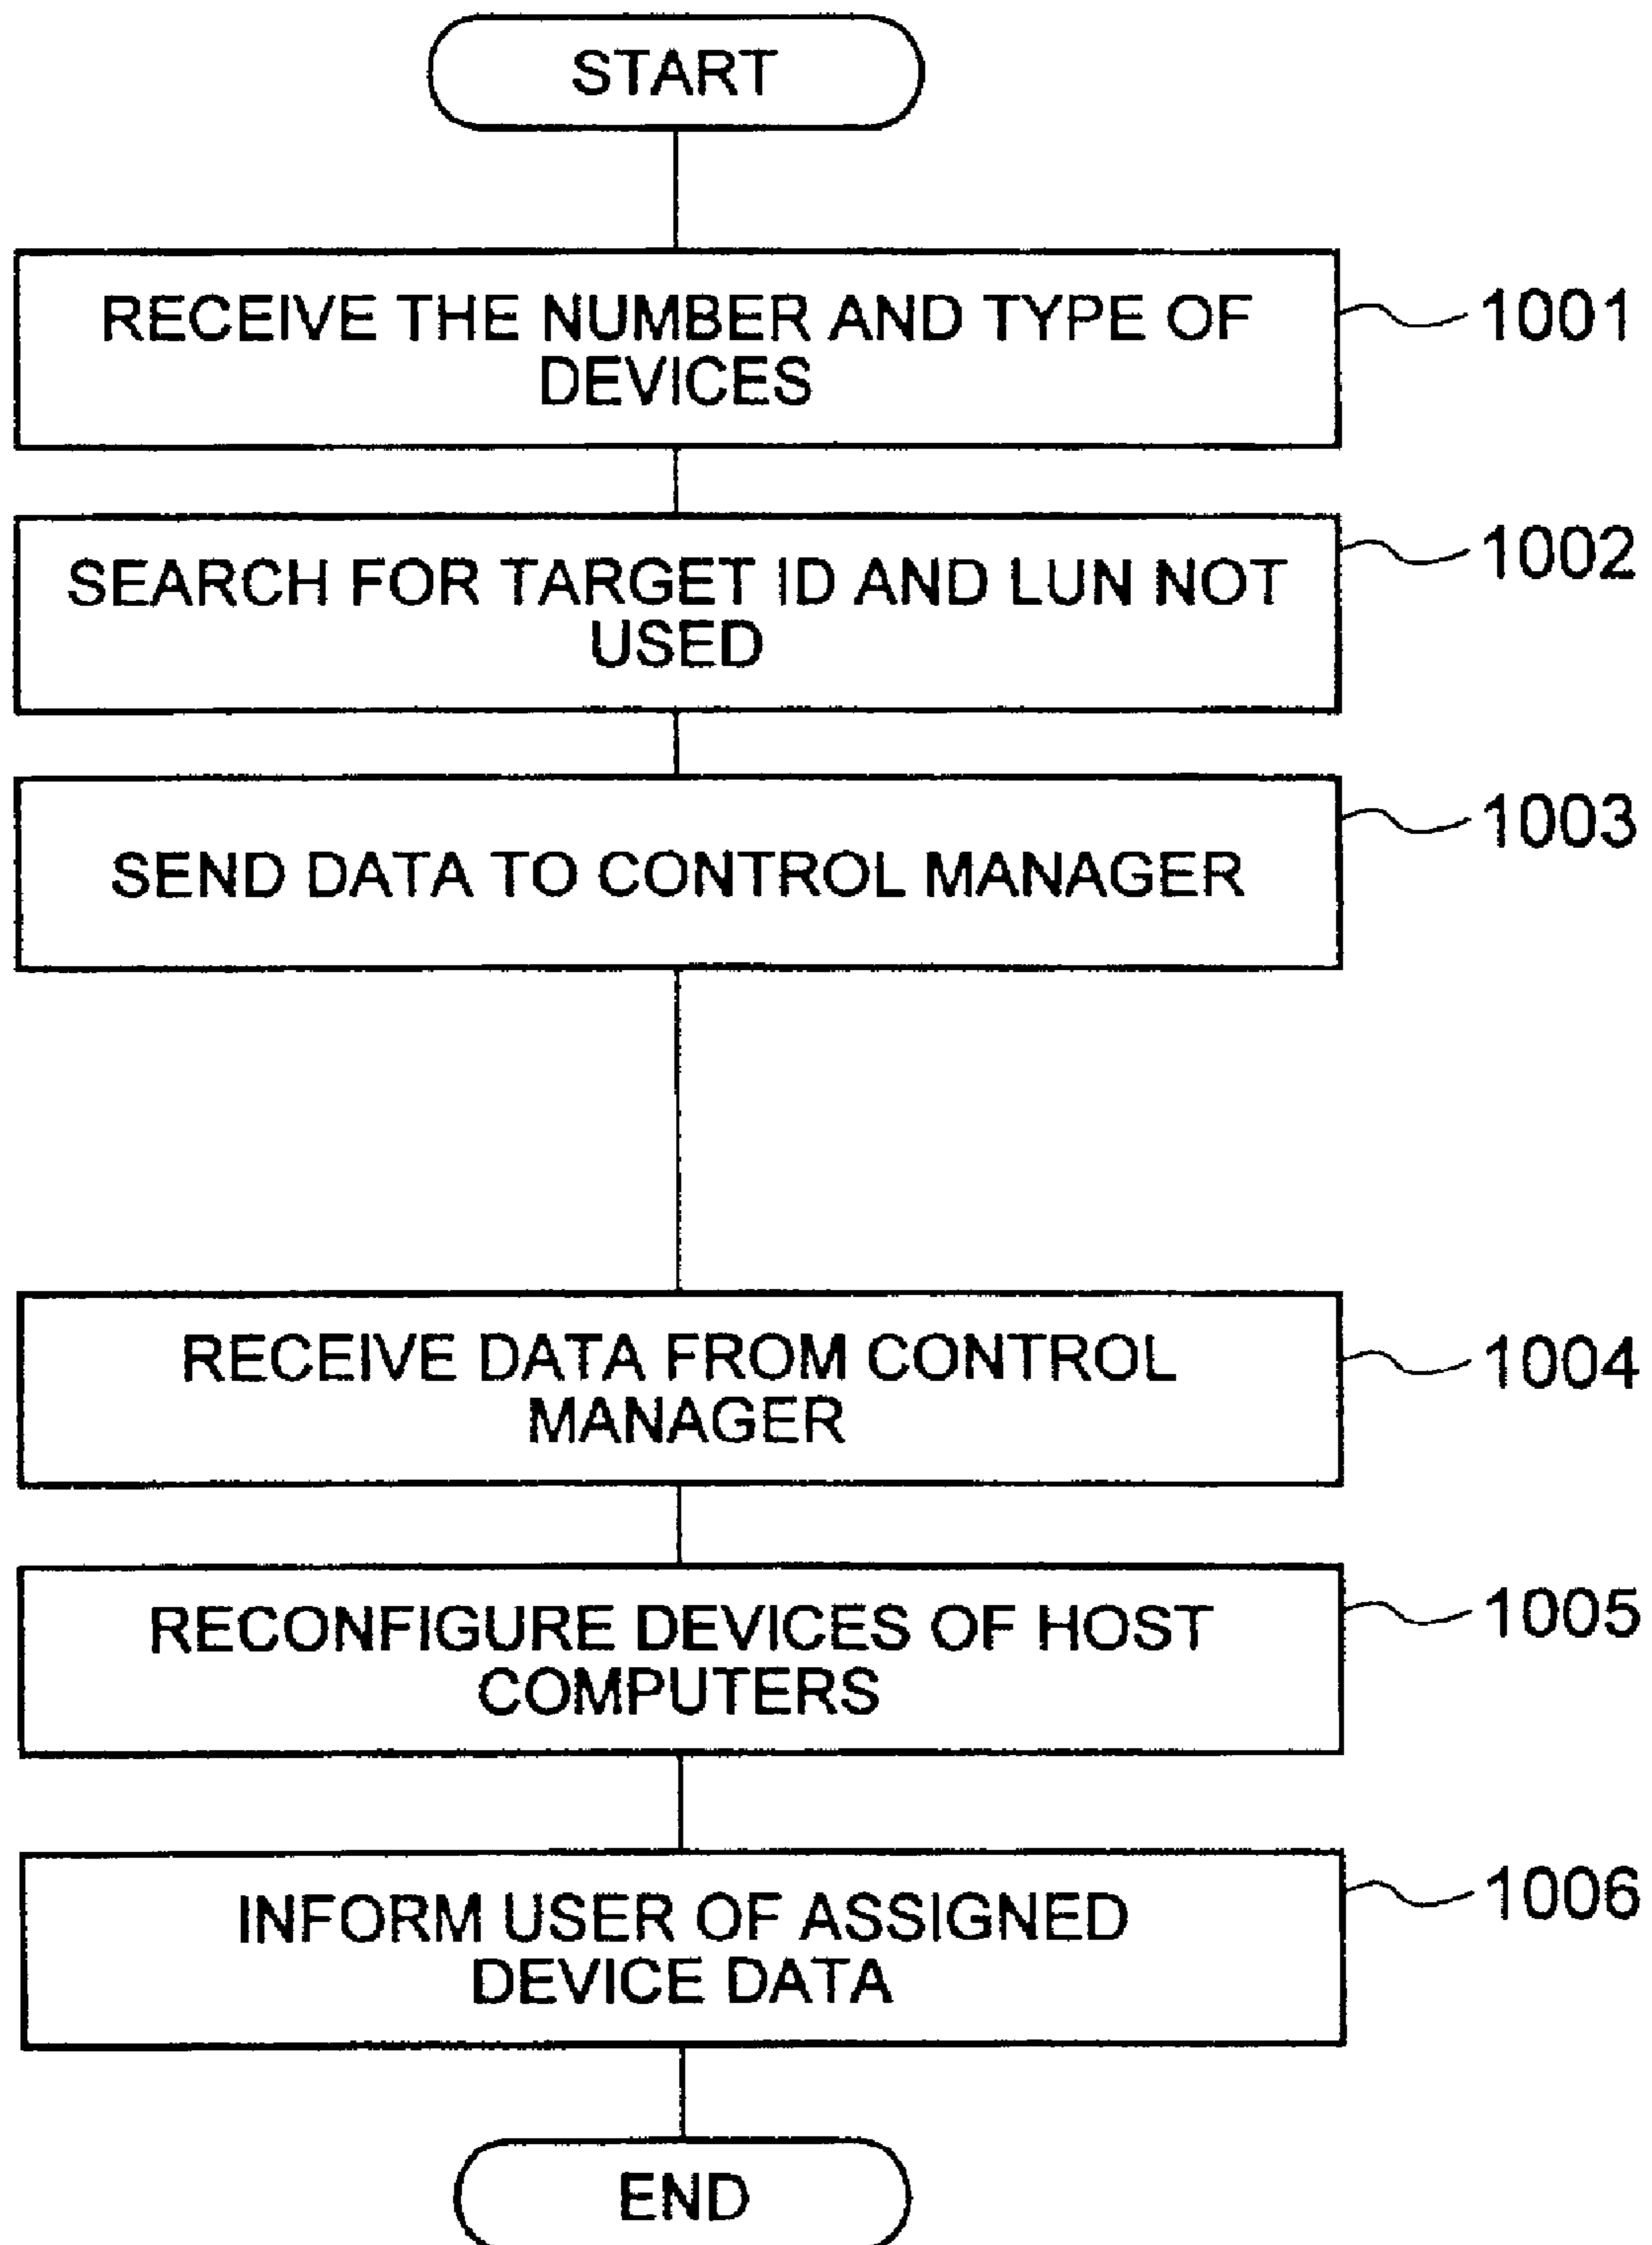 START
RECEIVE THE NUMBER AND TYPE OF
DEVICES
1001
SEARCH FOR TARGET ID AND LUN NOT
USED
1002
SEND DATA TO CONTROL MANAGER
1003
RECEIVE DATA FROM CONTROL
MANAGER
1004
RECONFIGURE DEVICES OF HOST
COMPUTERS
1005
INFORM USER OF ASSIGNED
DEVICE DATA
1006
END